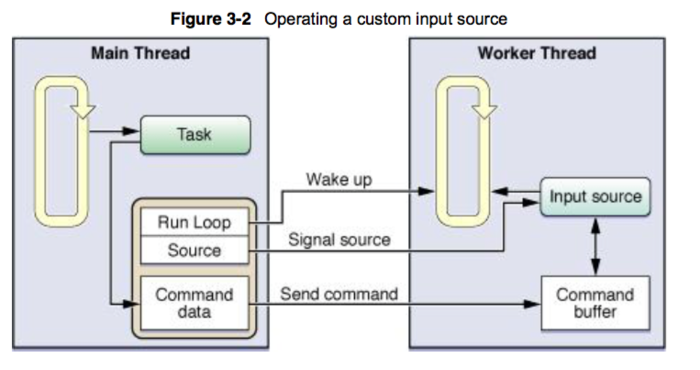 Figure 3-2 Operating a custom input source
Main Thread
Worker Thread
Task
Wake up
Input source
Run Loop
Source
Signal source
Command
data
Send command
Command
buffer